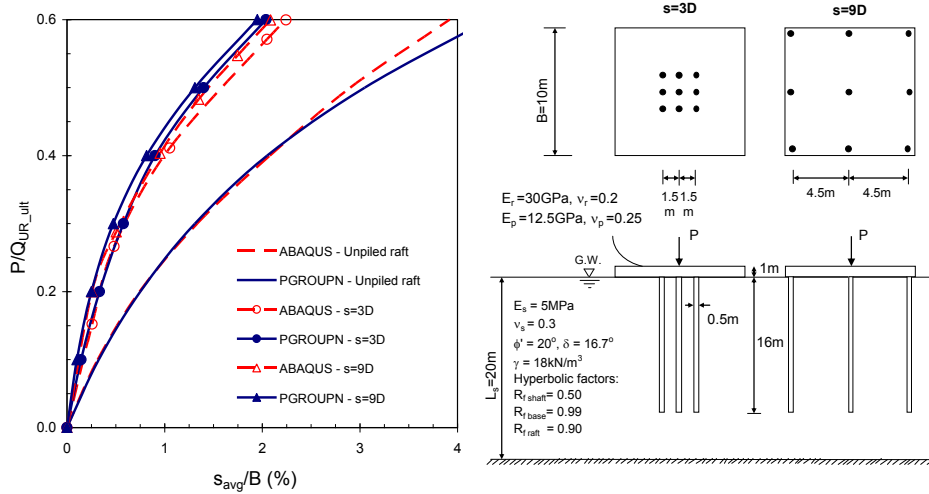 0.6
0.4
0.2
0.0
P/Q_UR_ult
0 1 2 3 4
s_avg/B (%)
ABAQUS - Unpiled raft
PGROUPN - Unpiled raft
ABAQUS - s=3D
PGROUPN - s=3D
ABAQUS - s=9D
PGROUPN - s=9D
s=3D
s=9D
B=10m
1.5
m
1.5
m
4.5m
4.5m
E_r=30GPa, ν_r=0.2
E_p=12.5GPa, ν_p=0.25
P
P
G.W.
1m
E_s = 5MPa
ν_s = 0.3
ϕ' = 20°, δ = 16.7°
γ = 18kN/m³
Hyperbolic factors:
R_f shaft= 0.50
R_f base= 0.99
R_f raft = 0.90
0.5m
16m
L_s=20m